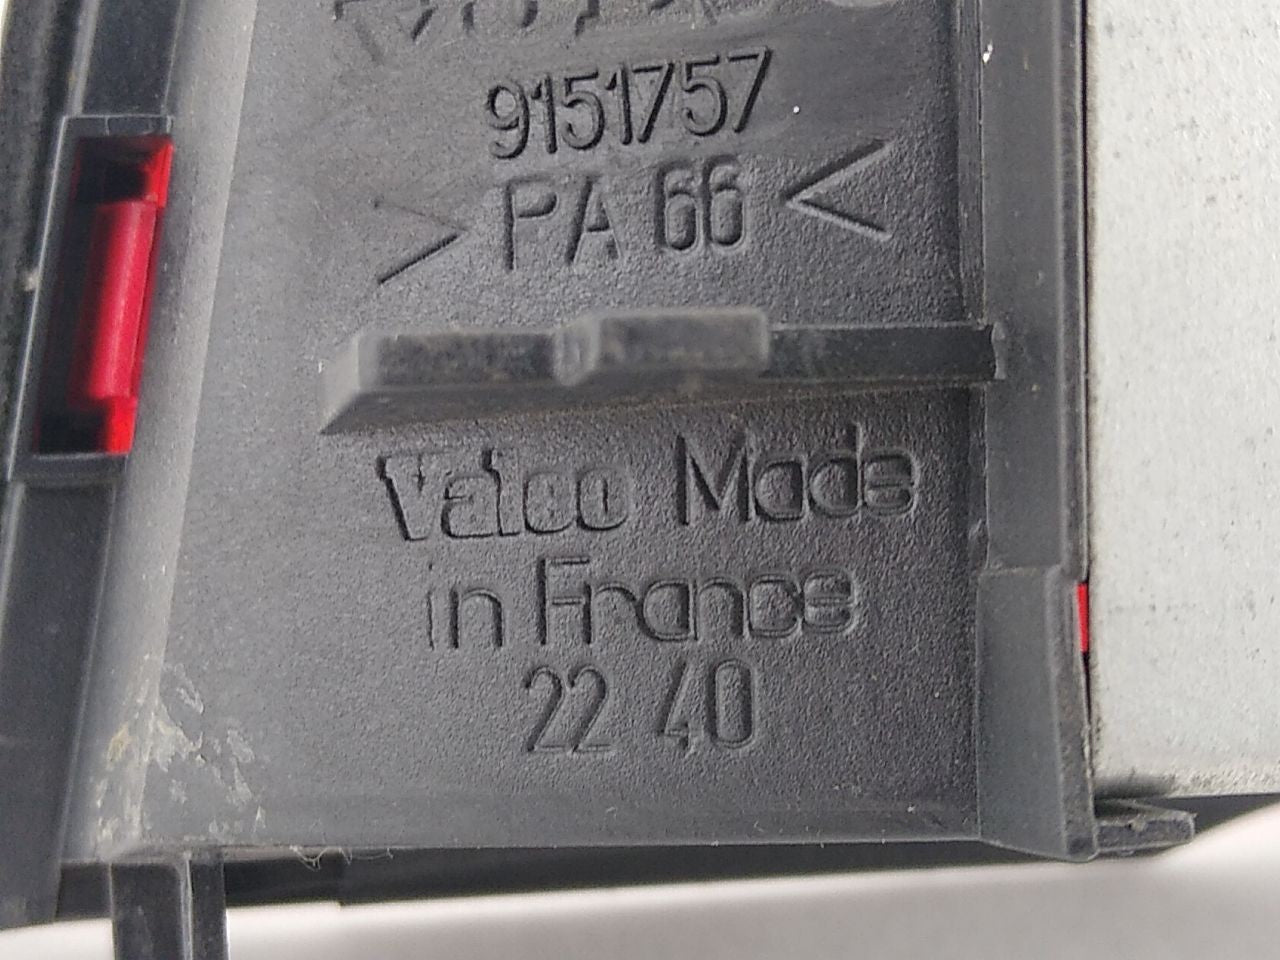 9151757
>PA 66<
Valeo Made
in France
22 40